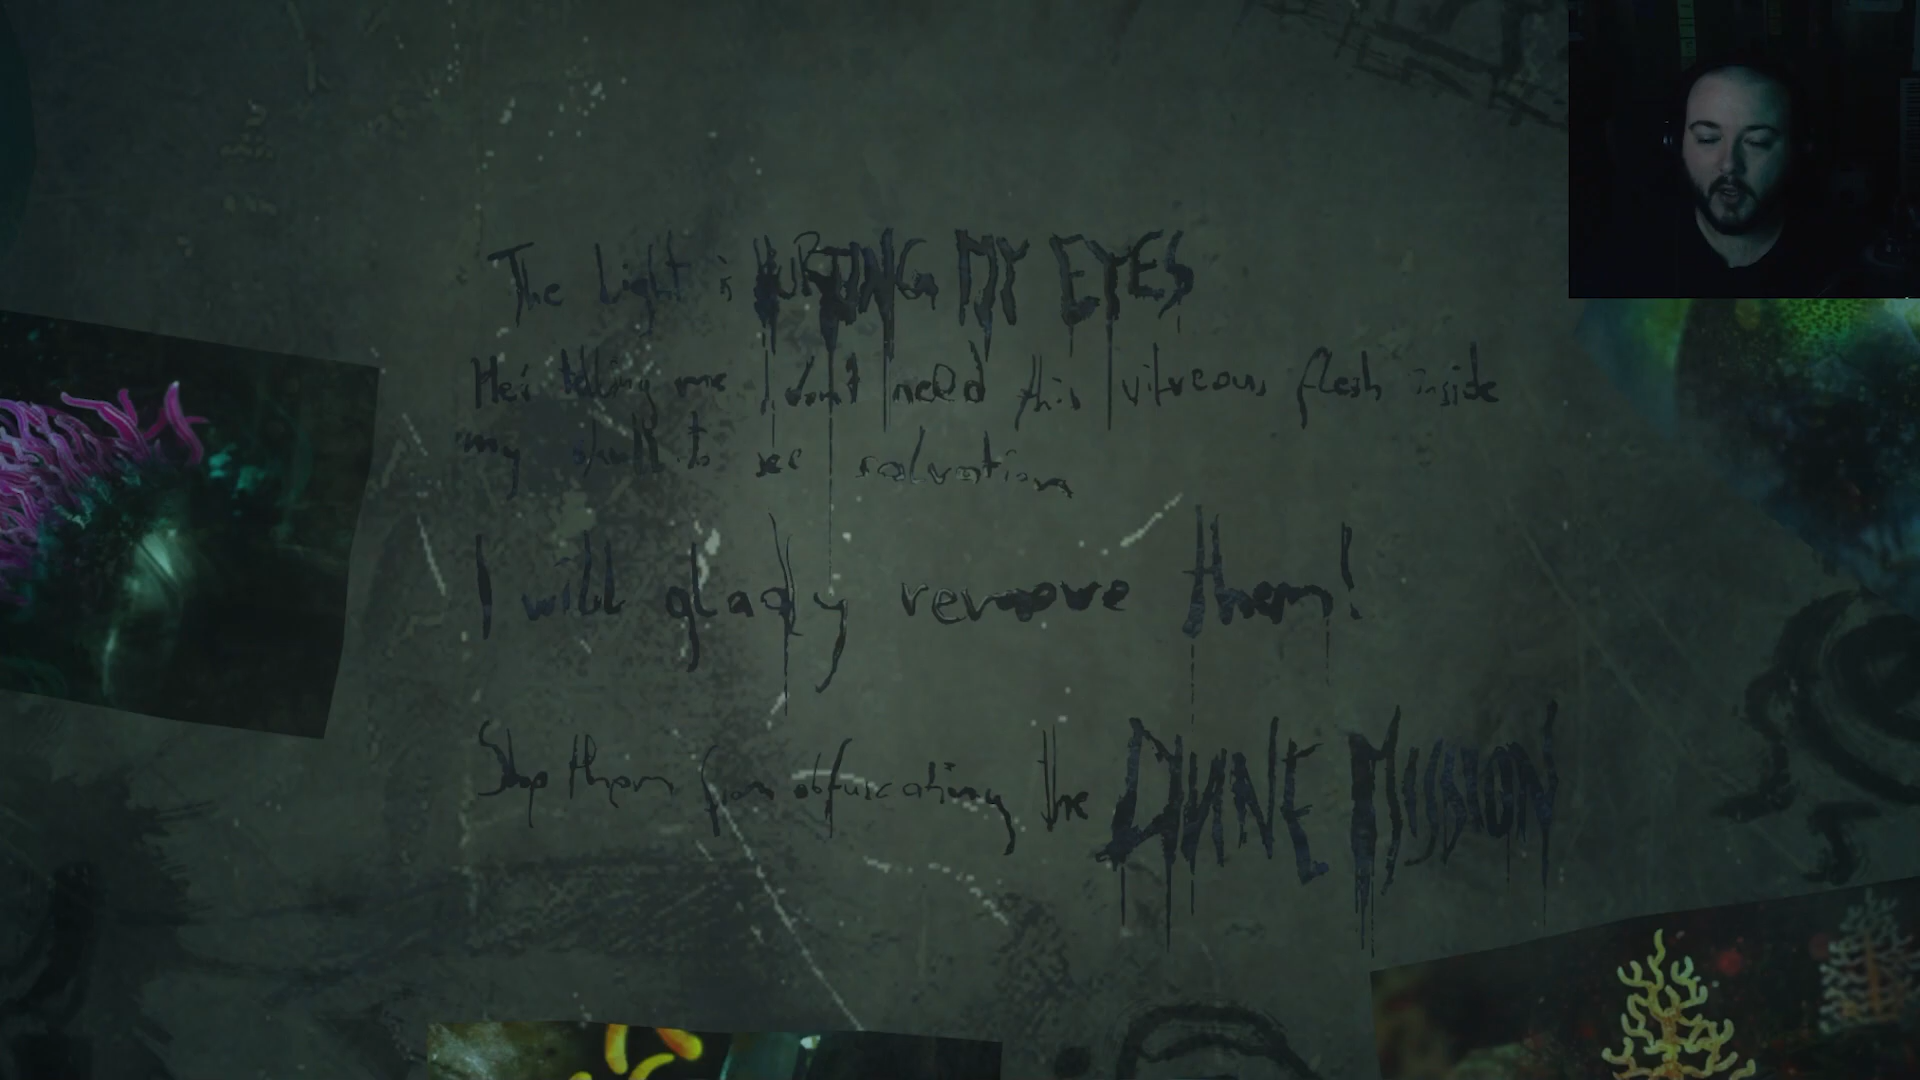 The Light is HURTING MY EYES
He's telling me I don't need this vitreous flesh inside
my skull to see salvation
I will gladly remove them!
Stop them from obfuscating the DIVINE MISSION